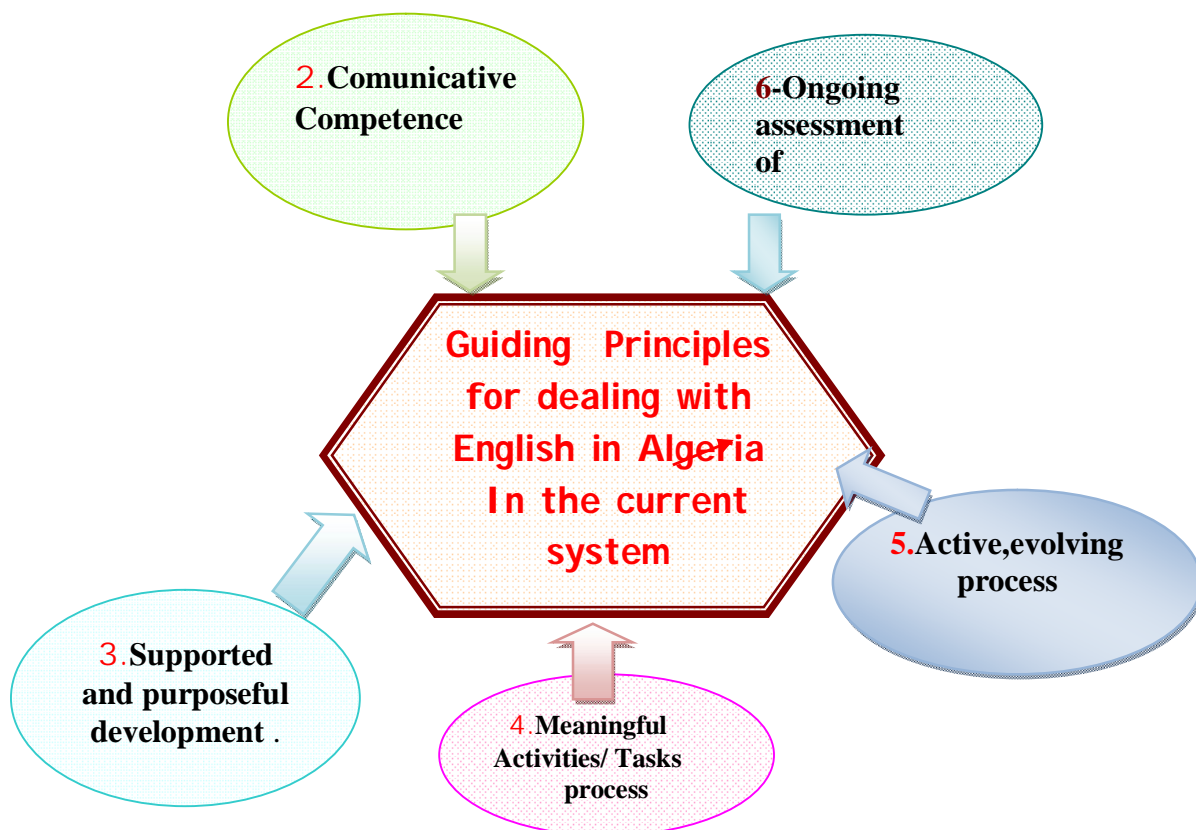 2.Comunicative
Competence
6-Ongoing
assessment
of
Guiding Principles
for dealing with
English in Algeria
In the current
system
5.Active,evolving
process
3.Supported
and purposeful
development .
4.Meaningful
Activities/ Tasks
process